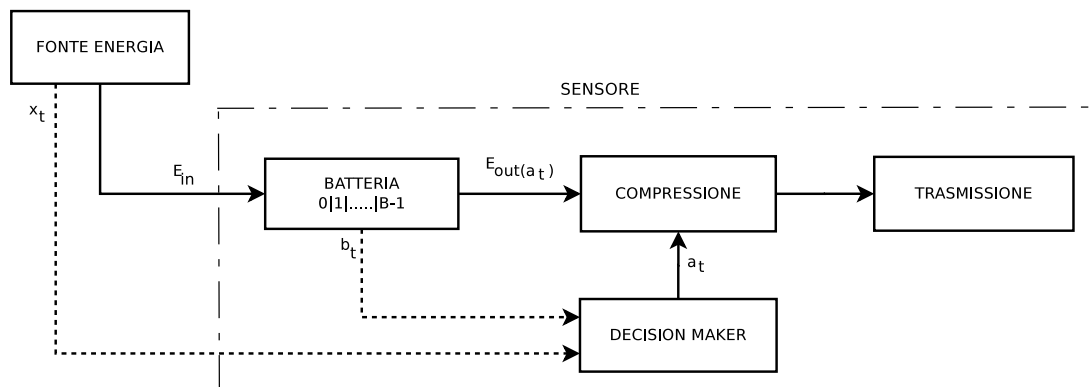 FONTE ENERGIA
SENSORE
x_t
E_in
BATTERIA
0|1|.....|B-1
E_out(a_t)
COMPRESSIONE
TRASMISSIONE
b_t
a_t
DECISION MAKER